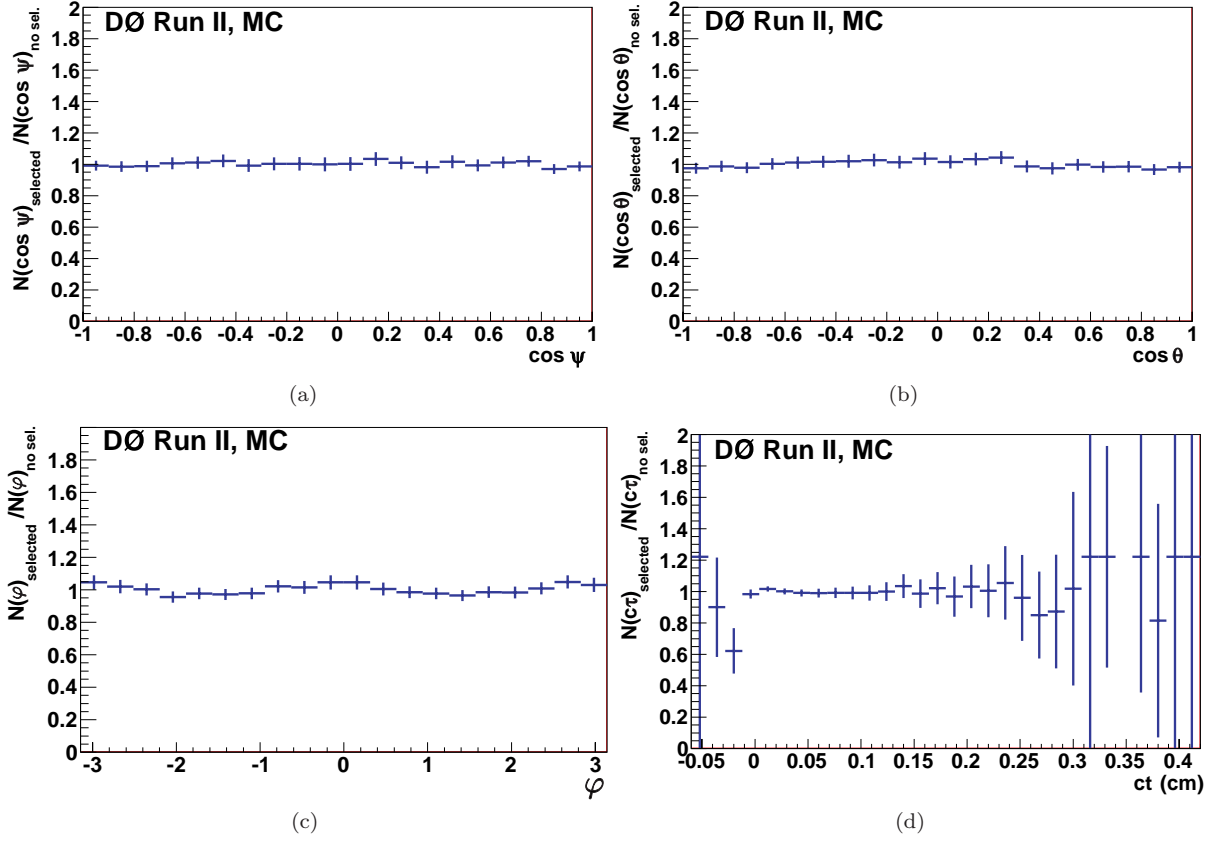 DØ Run II, MC
N(cos ψ)selected /N(cos ψ)no sel.
2
1.8
1.6
1.4
1.2
1
0.8
0.6
0.4
0.2
0
-1 -0.8 -0.6 -0.4 -0.2 0 0.2 0.4 0.6 0.8 1
cos ψ
(a)
DØ Run II, MC
N(cos θ)selected /N(cos θ)no sel.
2
1.8
1.6
1.4
1.2
1
0.8
0.6
0.4
0.2
0
-1 -0.8 -0.6 -0.4 -0.2 0 0.2 0.4 0.6 0.8 1
cos θ
(b)
DØ Run II, MC
N(φ)selected /N(φ)no sel.
1.8
1.6
1.4
1.2
1
0.8
0.6
0.4
0.2
0
-3 -2 -1 0 1 2 3
φ
(c)
DØ Run II, MC
N(cτ)selected /N(cτ)no sel.
2
1.8
1.6
1.4
1.2
1
0.8
0.6
0.4
0.2
0
-0.05 0 0.05 0.1 0.15 0.2 0.25 0.3 0.35 0.4
ct (cm)
(d)